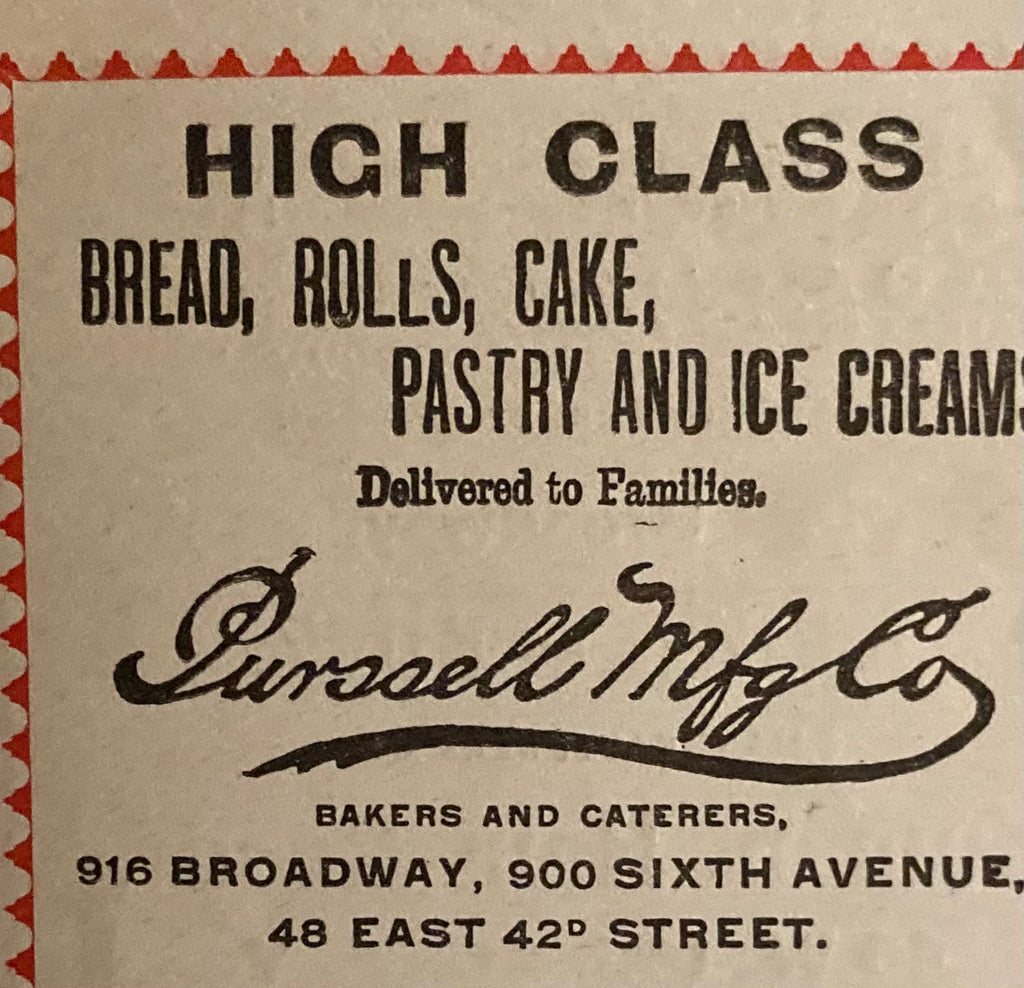 HIGH CLASS
BREAD, ROLLS, CAKE,
PASTRY AND ICE CREAMS
Delivered to Families.
Purssell Mfg Co
BAKERS AND CATERERS,
916 BROADWAY, 900 SIXTH AVENUE,
48 EAST 42D STREET.